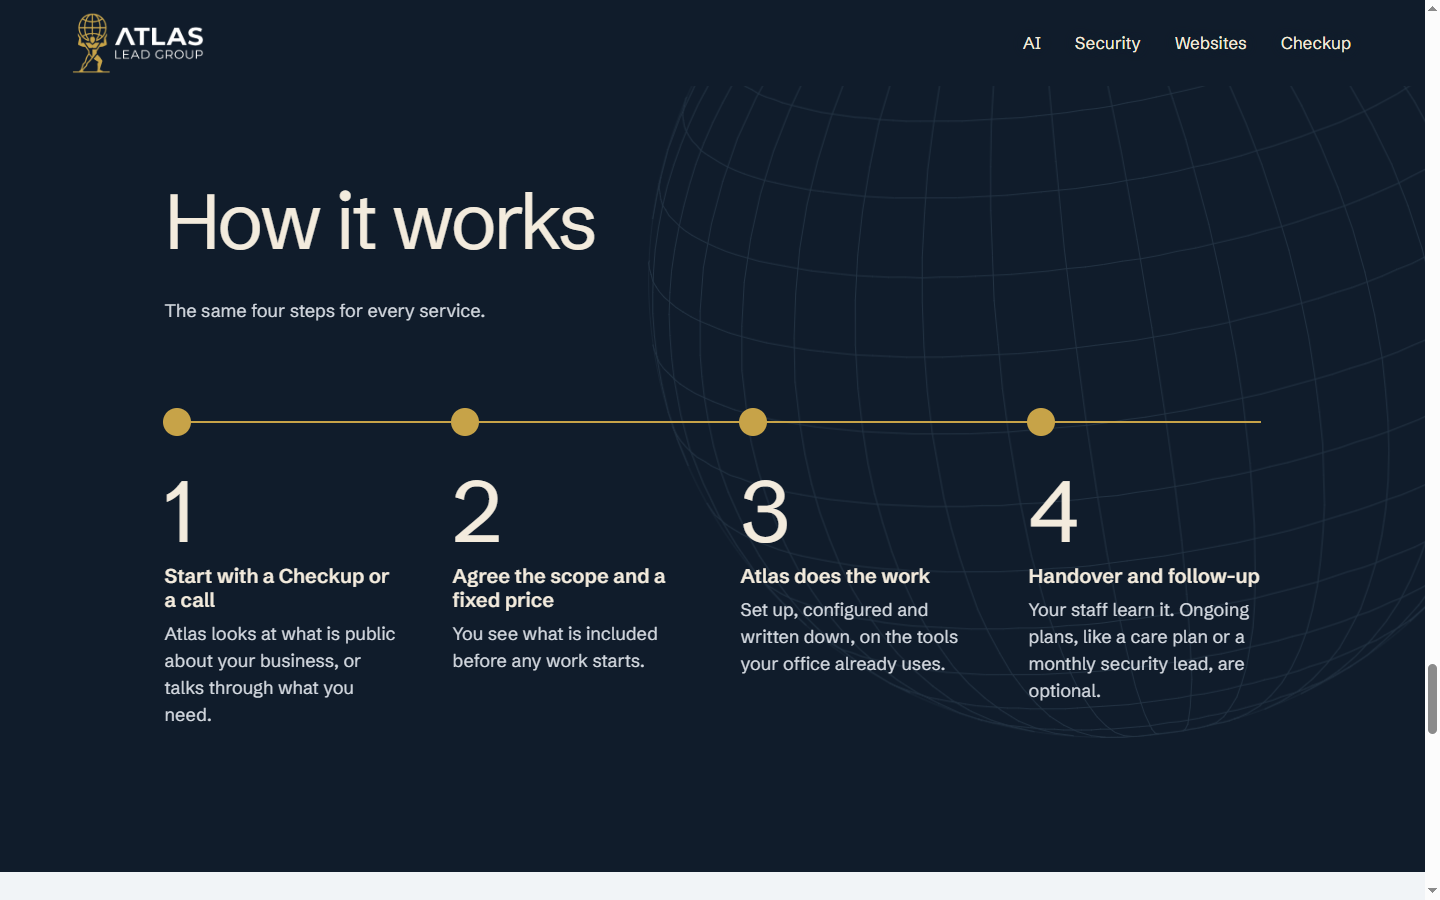 ATLAS
LEAD GROUP
AI
Security
Websites
Checkup
How it works
The same four steps for every service.
1
Start with a Checkup or
a call
Atlas looks at what is public
about your business, or
talks through what you
need.
2
Agree the scope and a
fixed price
You see what is included
before any work starts.
3
Atlas does the work
Set up, configured and
written down, on the tools
your office already uses.
4
Handover and follow-up
Your staff learn it. Ongoing
plans, like a care plan or a
monthly security lead, are
optional.